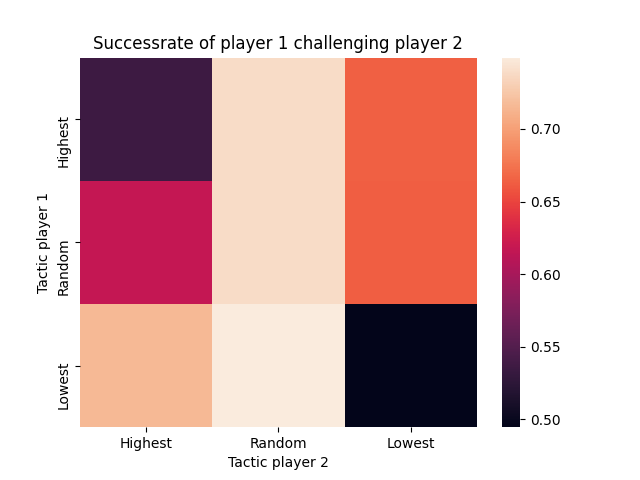 Successrate of player 1 challenging player 2
Tactic player 1
Highest
Random
Lowest
Highest
Random
Lowest
Tactic player 2
0.70
0.65
0.60
0.55
0.50